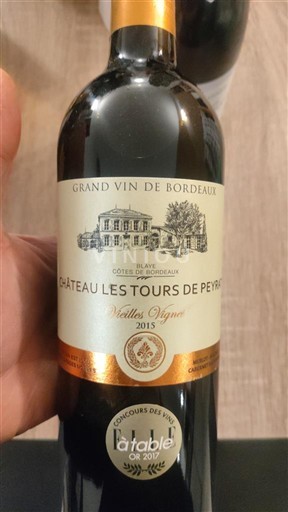 GRAND VIN DE BORDEAUX
BLAYE
CÔTES DE BORDEAUX
CHÂTEAU LES TOURS DE PEYRAT
Vieilles Vignes
2015
CONCOURS DES VINS
ELLE
à table
OR 2017